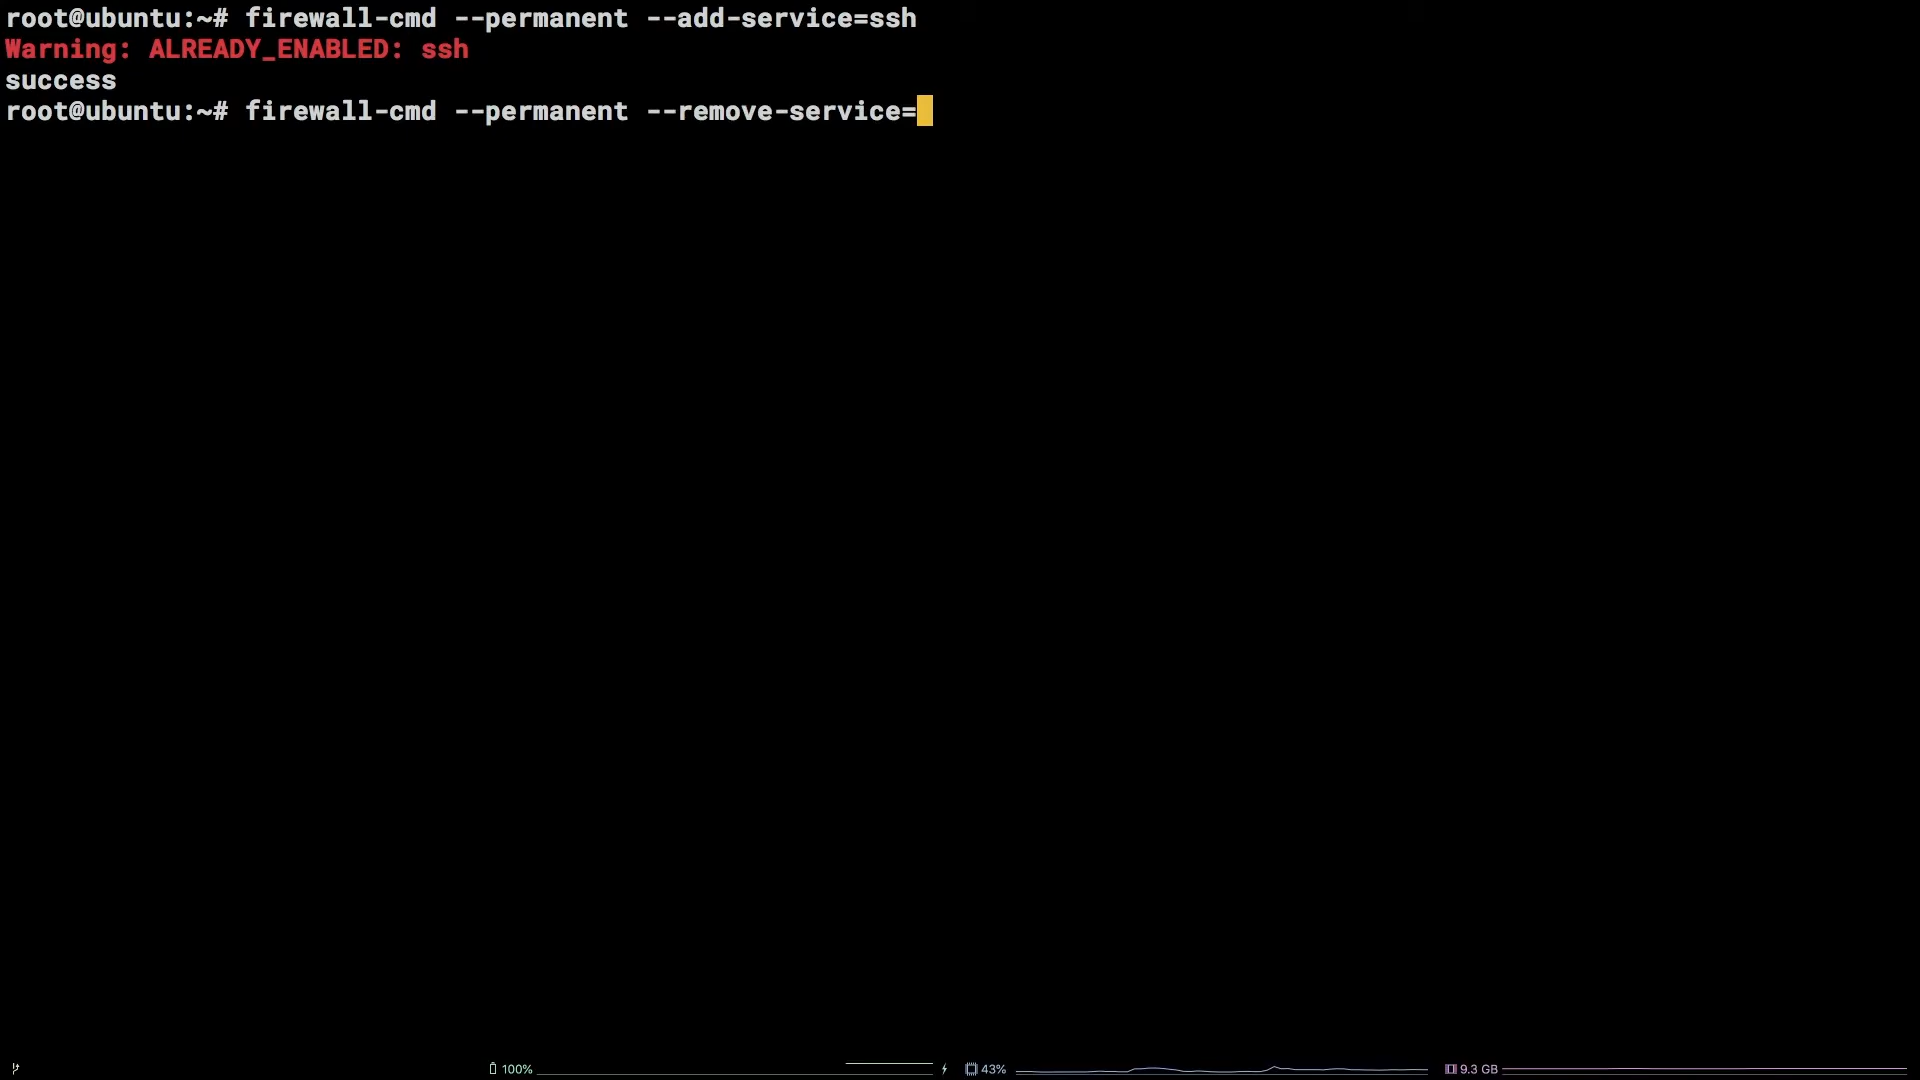 root@ubuntu:~# firewall-cmd --permanent --add-service=ssh
Warning: ALREADY_ENABLED: ssh
success
root@ubuntu:~# firewall-cmd --permanent --remove-service=
100% 43% 9.3 GB